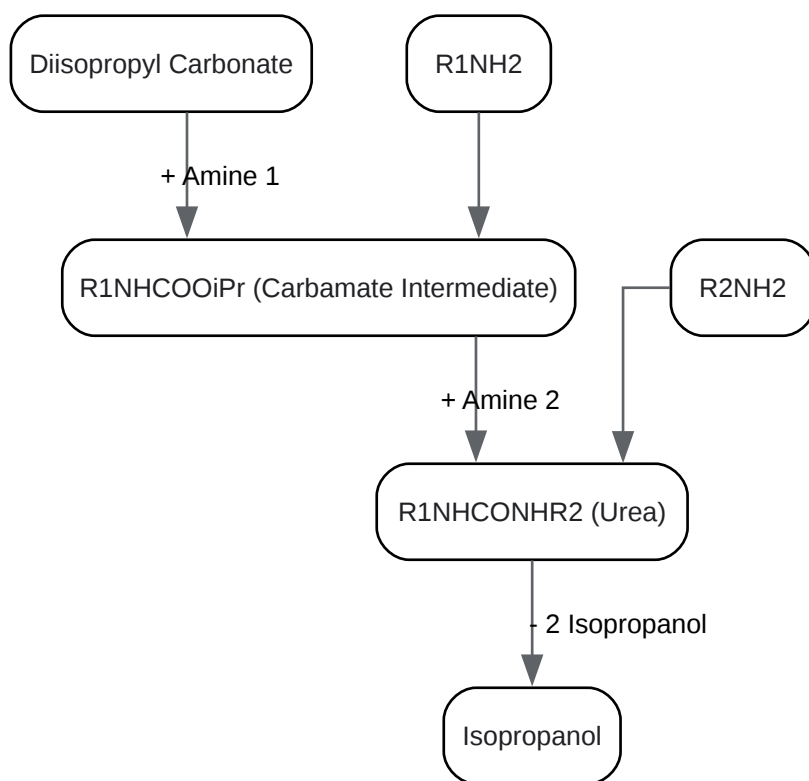 Diisopropyl Carbonate
R1NH2
+ Amine 1
R1NHCOOiPr (Carbamate Intermediate)
R2NH2
+ Amine 2
R1NHCONHR2 (Urea)
- 2 Isopropanol
Isopropanol